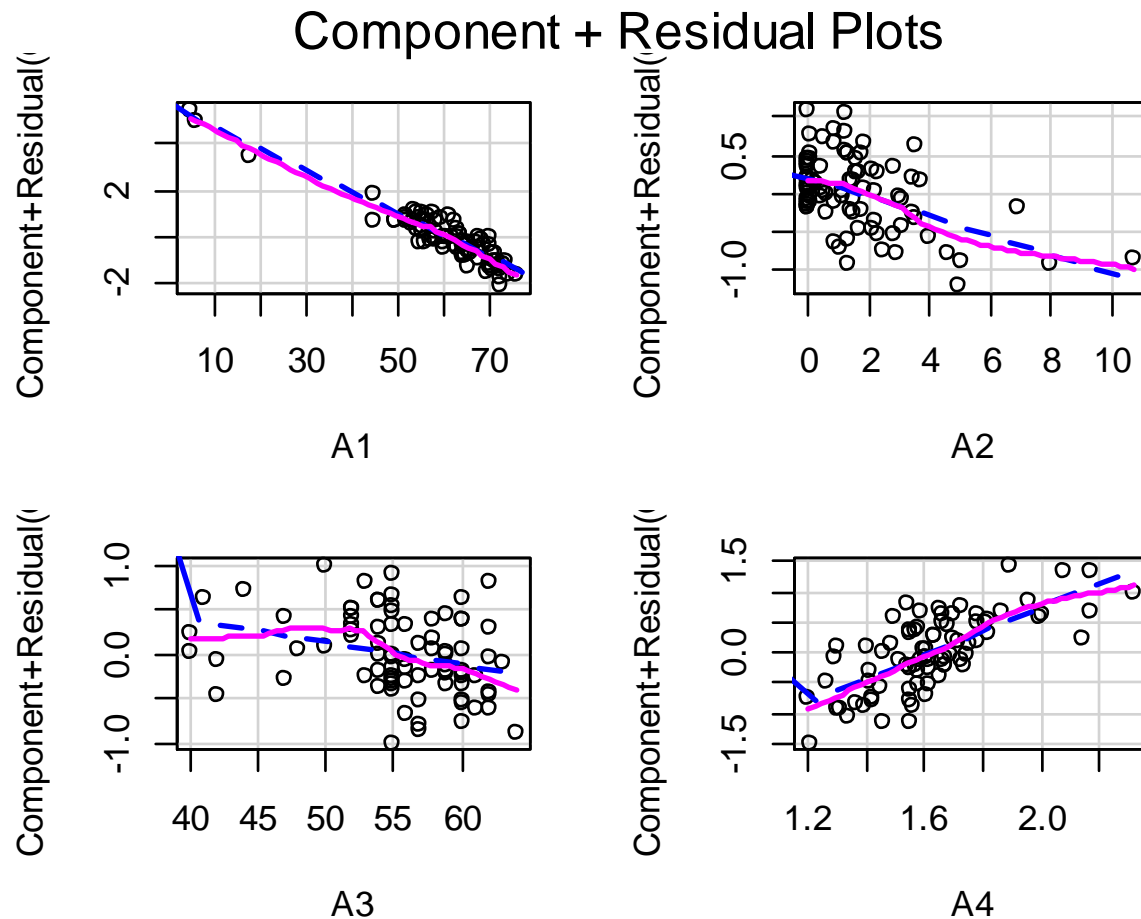 Component + Residual Plots
Component+Residual(
2
-2
10 30 50 70
A1
Component+Residual(
0.5
-1.0
0 2 4 6 8 10
A2
Component+Residual(
1.0
0.0
-1.0
40 45 50 55 60
A3
Component+Residual(
1.5
0.0
-1.5
1.2 1.6 2.0
A4